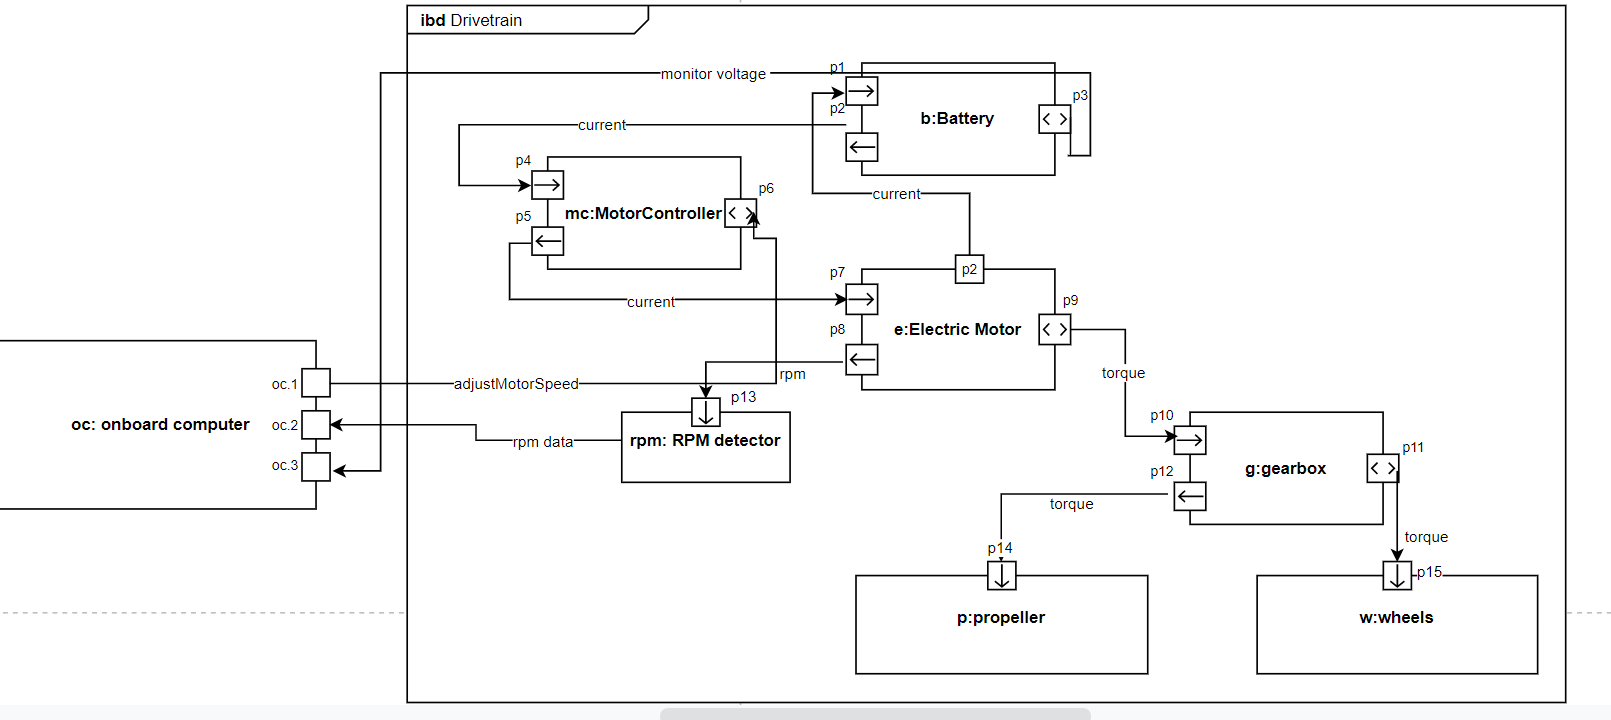 ibd Drivetrain
monitor voltage
p1
p3
p2
b:Battery
current
p4
p6
current
p5
mc:MotorController
p7
p2
current
p9
p8
e:Electric Motor
oc.1
adjustMotorSpeed
rpm
torque
p13
oc: onboard computer
oc.2
rpm data
rpm: RPM detector
p10
oc.3
p11
p12
g:gearbox
torque
torque
p14
p15
p:propeller
w:wheels